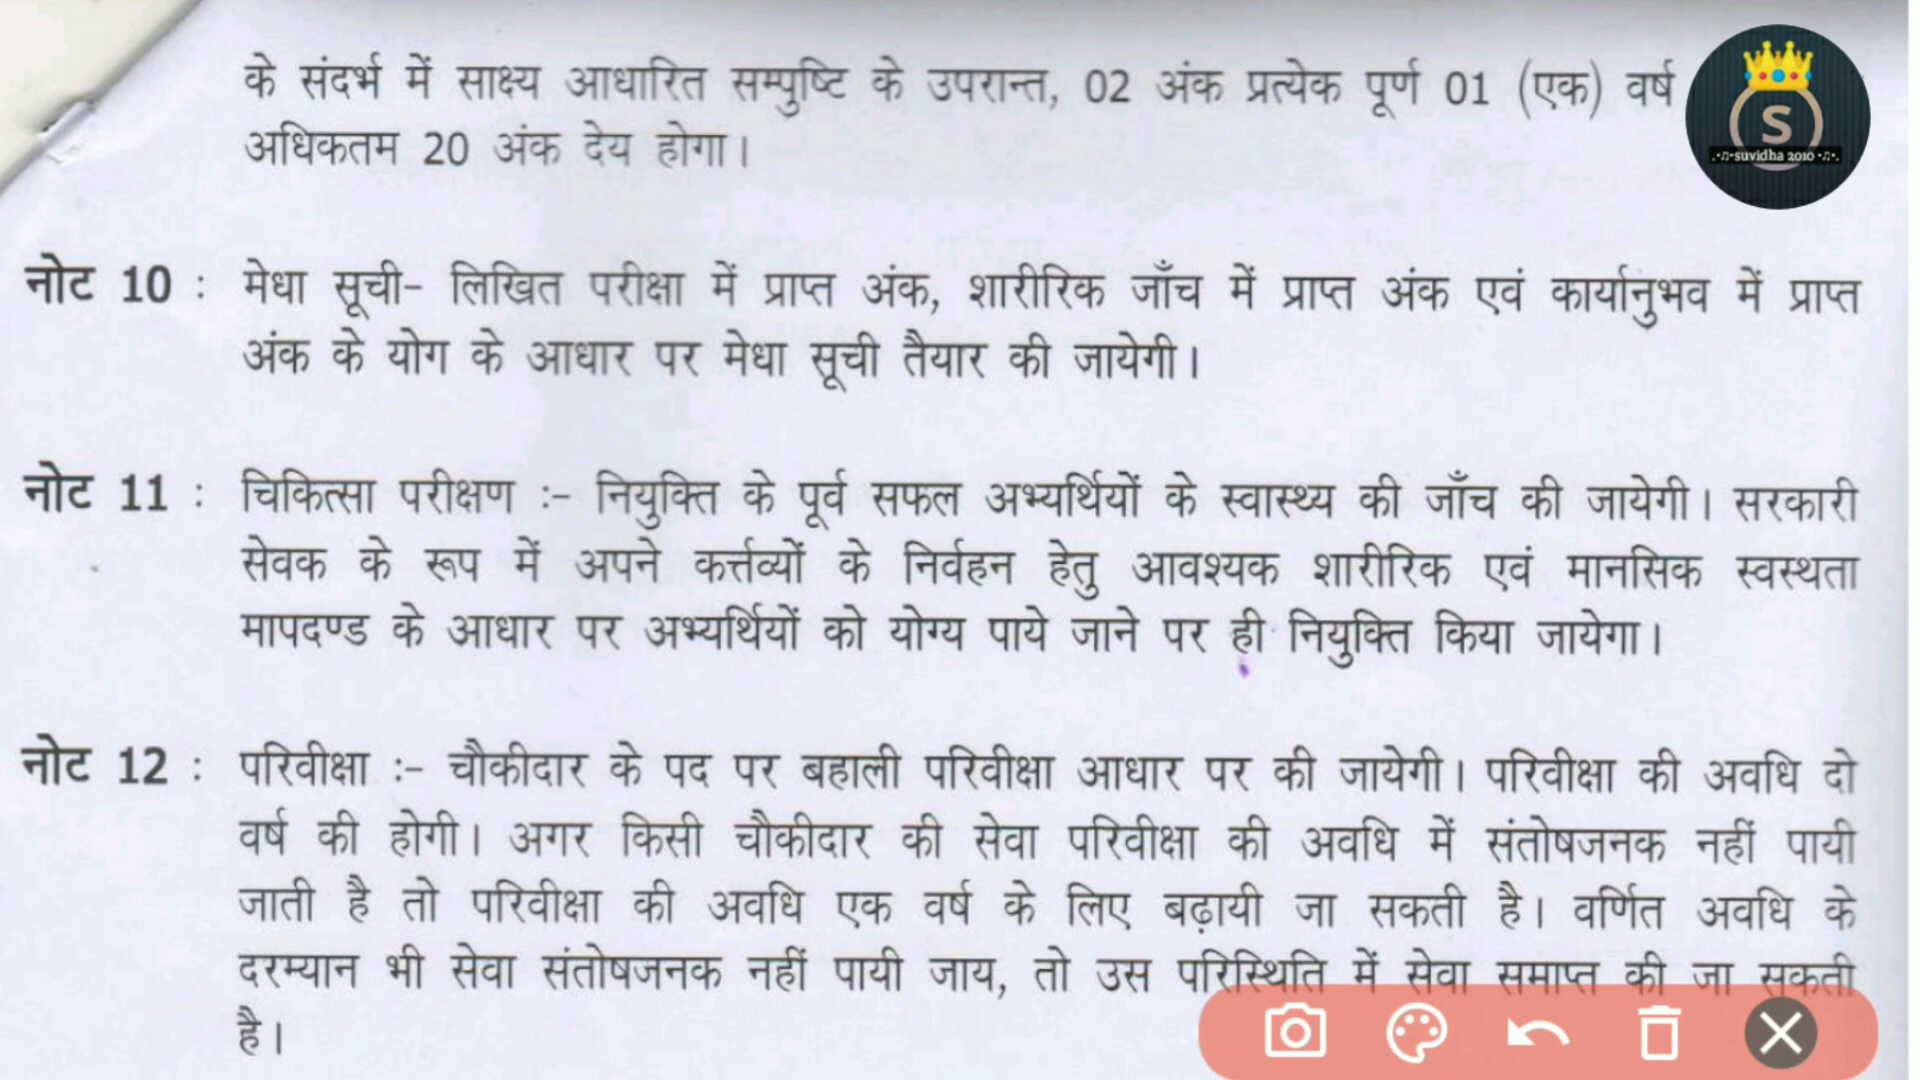 के संदर्भ में साक्ष्य आधारित सम्पुष्टि के उपरान्त, 02 अंक प्रत्येक पूर्ण 01 (एक) वर्ष
अधिकतम 20 अंक देय होगा।
S
suvidha 2010
नोट 10 : मेधा सूची- लिखित परीक्षा में प्राप्त अंक, शारीरिक जाँच में प्राप्त अंक एवं कार्यानुभव में प्राप्त
अंक के योग के आधार पर मेधा सूची तैयार की जायेगी।
नोट 11 : चिकित्सा परीक्षण :- नियुक्ति के पूर्व सफल अभ्यर्थियों के स्वास्थ्य की जाँच की जायेगी। सरकारी
सेवक के रूप में अपने कर्त्तव्यों के निर्वहन हेतु आवश्यक शारीरिक एवं मानसिक स्वस्थता
मापदण्ड के आधार पर अभ्यर्थियों को योग्य पाये जाने पर ही नियुक्ति किया जायेगा।
नोट 12 : परिवीक्षा :- चौकीदार के पद पर बहाली परिवीक्षा आधार पर की जायेगी। परिवीक्षा की अवधि दो
वर्ष की होगी। अगर किसी चौकीदार की सेवा परिवीक्षा की अवधि में संतोषजनक नहीं पायी
जाती है तो परिवीक्षा की अवधि एक वर्ष के लिए बढ़ायी जा सकती है। वर्णित अवधि के
दरम्यान भी सेवा संतोषजनक नहीं पायी जाय, तो उस परिस्थिति में सेवा समाप्त की जा सकती
है।